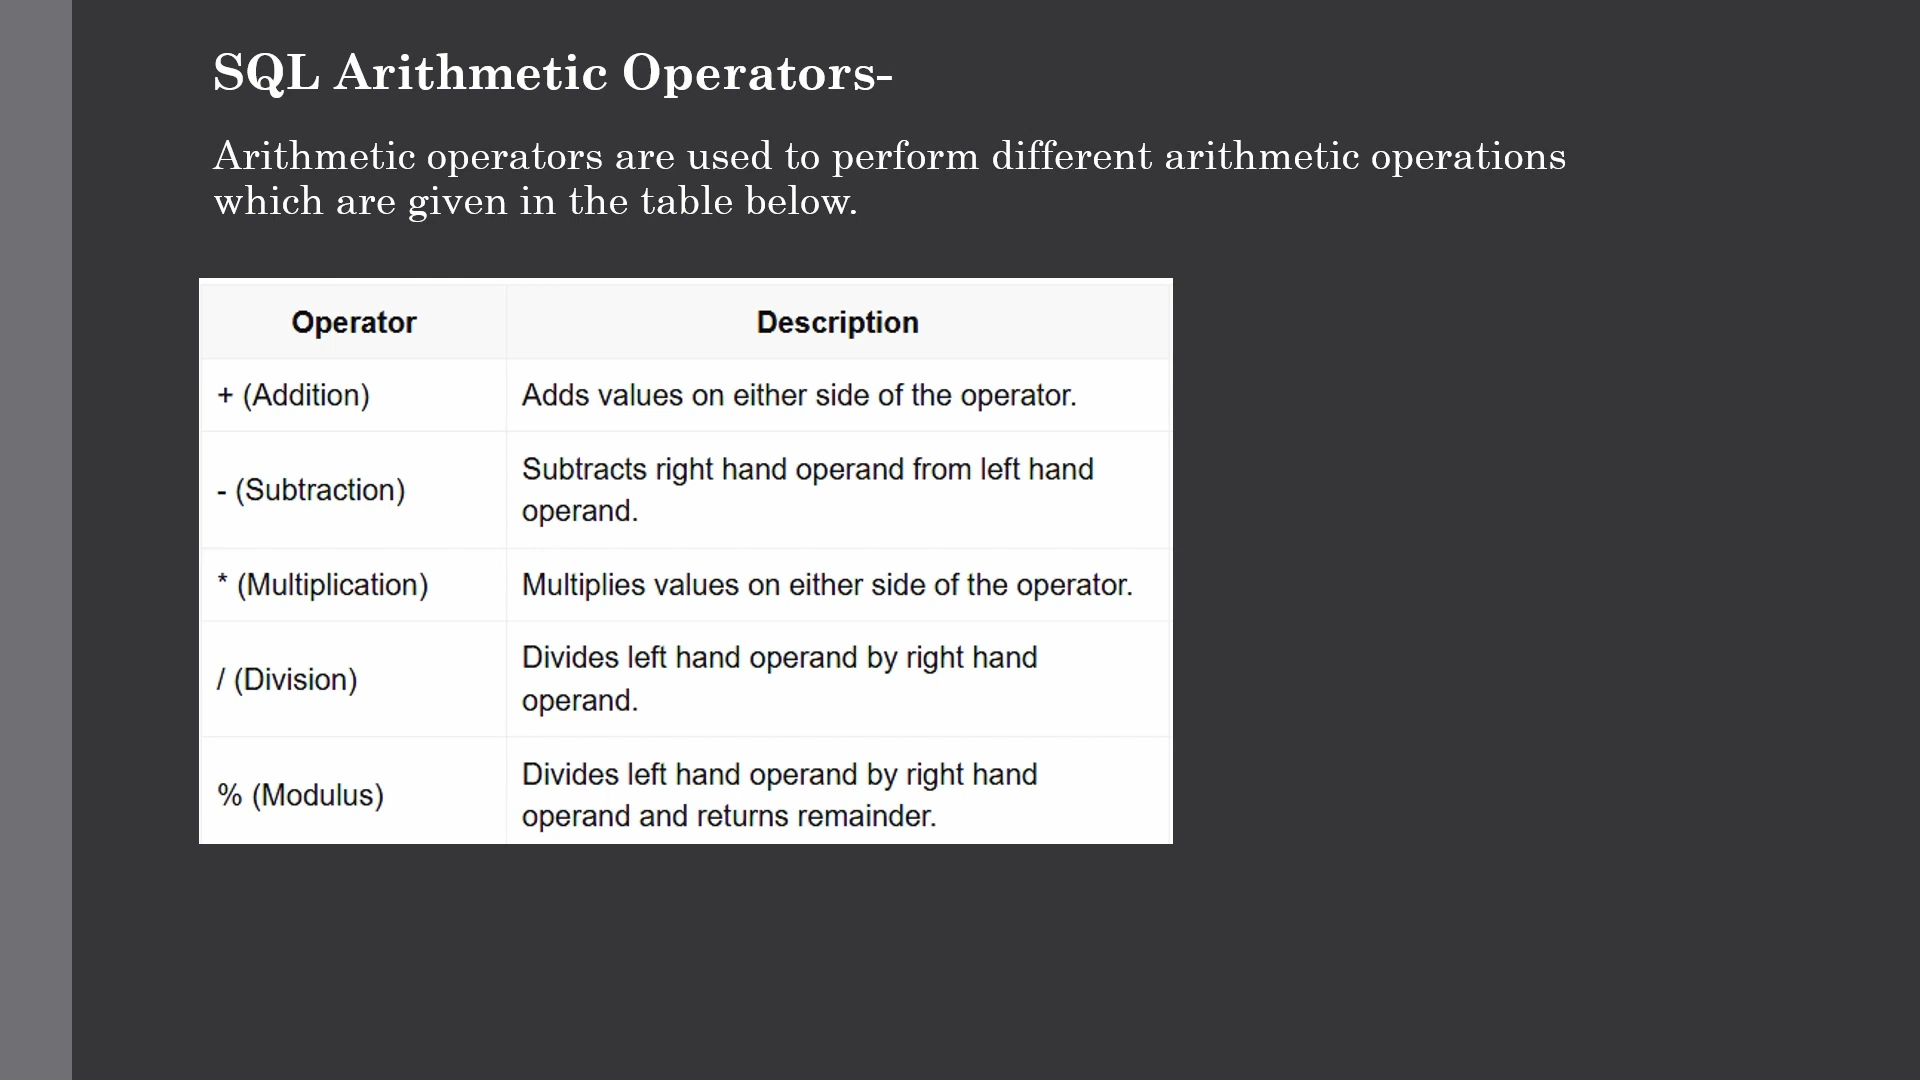 SQL Arithmetic Operators-
Arithmetic operators are used to perform different arithmetic operations
which are given in the table below.
Operator Description
+ (Addition) Adds values on either side of the operator.
- (Subtraction) Subtracts right hand operand from left hand
operand.
* (Multiplication) Multiplies values on either side of the operator.
/ (Division) Divides left hand operand by right hand
operand.
% (Modulus) Divides left hand operand by right hand
operand and returns remainder.